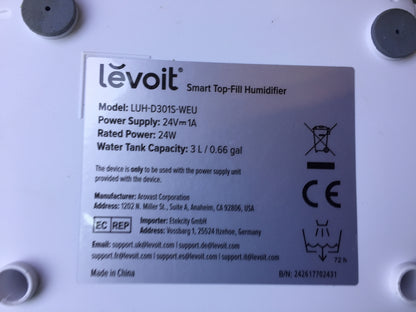 levoit® Smart Top-Fill Humidifier
Model: LUH-D301S-WEU
Power Supply: 24V⎓1A
Rated Power: 24W
Water Tank Capacity: 3 L / 0.66 gal
The device is only to be used with the power supply unit
provided with the device.
Manufacturer: Arovast Corporation
Address: 1202 N. Miller St., Suite A, Anaheim, CA 92806, USA
EC REP
Importer: Etekcity GmbH
Address: Vossbarg 1, 25524 Itzehoe, Germany
Email: support.uk@levoit.com | support.de@levoit.com
support.fr@levoit.com | support.es@levoit.com | support.it@levoit.com
Made in China
CE
72 h
B/N: 242617702431